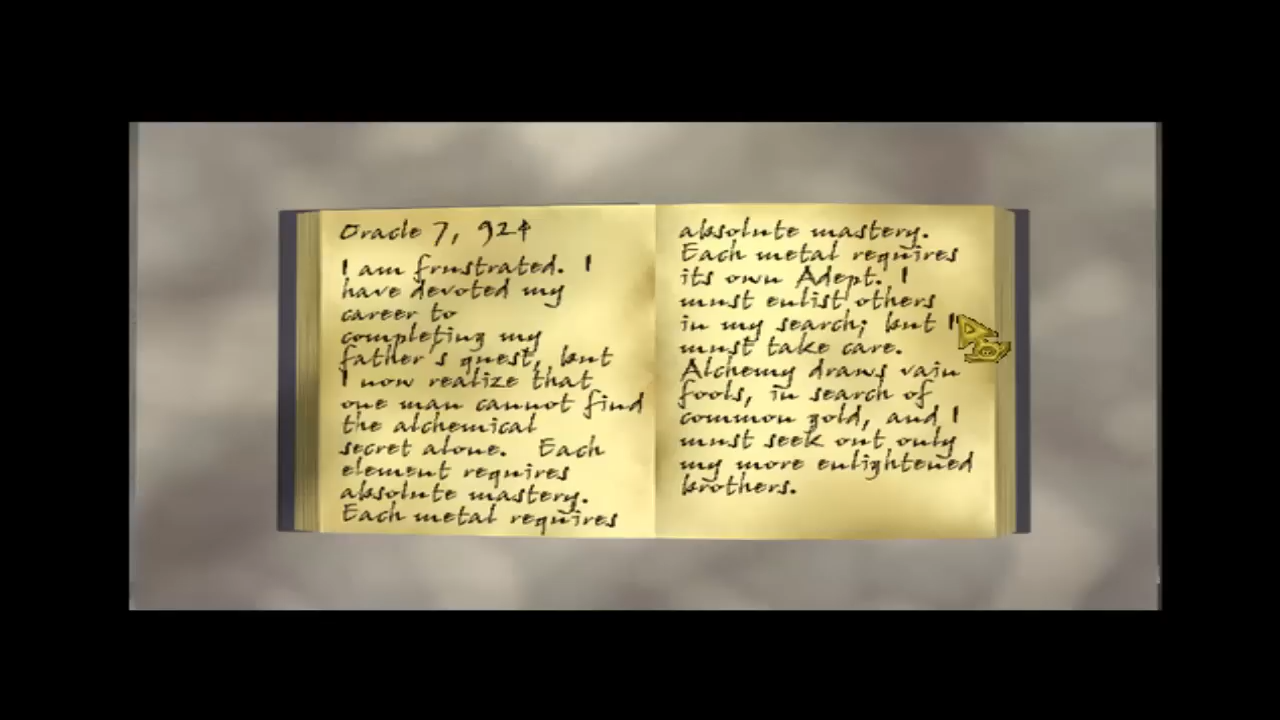 Oracle 7, 924
I am frustrated. I
have devoted my
career to
completing my
father's quest, but
I now realize that
one man cannot find
the alchemical
secret alone. Each
element requires
absolute mastery.
Each metal requires
absolute mastery.
Each metal requires
its own Adept. I
must enlist others
in my search; but I
must take care.
Alchemy draws vain
fools, in search of
common gold, and I
must seek out only
my more enlightened
brothers.